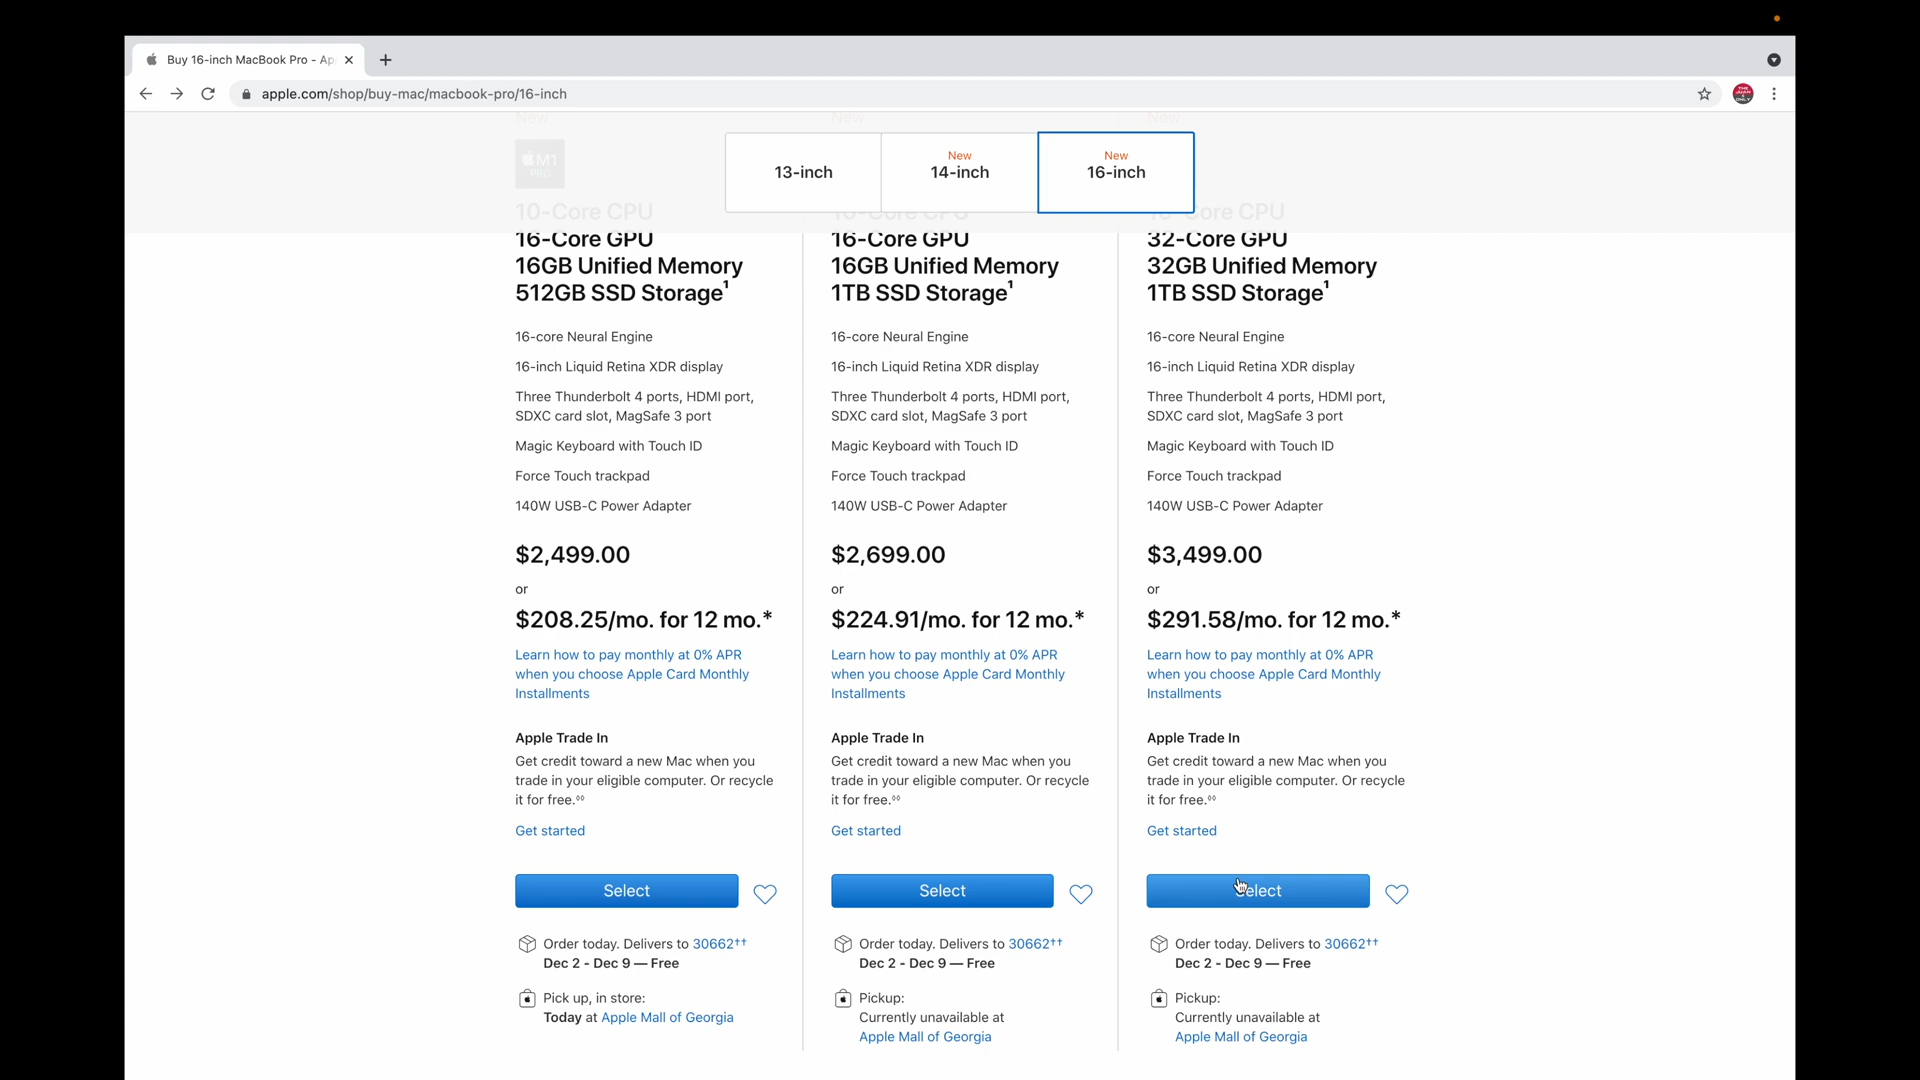 Buy 16-inch MacBook Pro - Ap
apple.com/shop/buy-mac/macbook-pro/16-inch
THE JUAN & ONLY
13-inch
New
14-inch
New
16-inch
New
M1
PRO
10-Core CPU
16-Core GPU
16GB Unified Memory
512GB SSD Storage¹
16-core Neural Engine
16-inch Liquid Retina XDR display
Three Thunderbolt 4 ports, HDMI port,
SDXC card slot, MagSafe 3 port
Magic Keyboard with Touch ID
Force Touch trackpad
140W USB-C Power Adapter
$2,499.00
or
$208.25/mo. for 12 mo.*
Learn how to pay monthly at 0% APR
when you choose Apple Card Monthly
Installments
Apple Trade In
Get credit toward a new Mac when you
trade in your eligible computer. Or recycle
it for free.◊◊
Get started
Select
Order today. Delivers to 30662††
Dec 2 - Dec 9 — Free
Pick up, in store:
Today at Apple Mall of Georgia
New
10-Core CPU
16-Core GPU
16GB Unified Memory
1TB SSD Storage¹
16-core Neural Engine
16-inch Liquid Retina XDR display
Three Thunderbolt 4 ports, HDMI port,
SDXC card slot, MagSafe 3 port
Magic Keyboard with Touch ID
Force Touch trackpad
140W USB-C Power Adapter
$2,699.00
or
$224.91/mo. for 12 mo.*
Learn how to pay monthly at 0% APR
when you choose Apple Card Monthly
Installments
Apple Trade In
Get credit toward a new Mac when you
trade in your eligible computer. Or recycle
it for free.◊◊
Get started
Select
Order today. Delivers to 30662††
Dec 2 - Dec 9 — Free
Pickup:
Currently unavailable at
Apple Mall of Georgia
New
10-Core CPU
32-Core GPU
32GB Unified Memory
1TB SSD Storage¹
16-core Neural Engine
16-inch Liquid Retina XDR display
Three Thunderbolt 4 ports, HDMI port,
SDXC card slot, MagSafe 3 port
Magic Keyboard with Touch ID
Force Touch trackpad
140W USB-C Power Adapter
$3,499.00
or
$291.58/mo. for 12 mo.*
Learn how to pay monthly at 0% APR
when you choose Apple Card Monthly
Installments
Apple Trade In
Get credit toward a new Mac when you
trade in your eligible computer. Or recycle
it for free.◊◊
Get started
Select
Order today. Delivers to 30662††
Dec 2 - Dec 9 — Free
Pickup:
Currently unavailable at
Apple Mall of Georgia